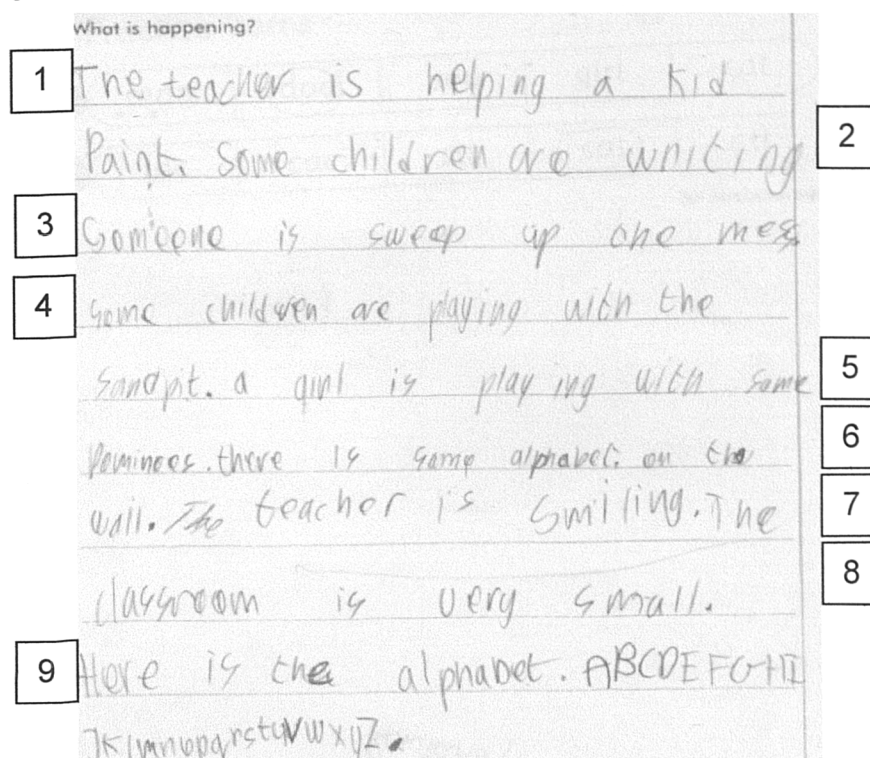 What is happening?
1 The teacher is helping a kid
Paint. Some children are writing 2
3 Someone is sweep up one mess
4 some children are playing with the
Sandpit. a girl is play ing with some 5
Dominoes. there is some alphabet. on the 6
wall. The teacher is Smiling. The 7
classroom is very small. 8
9 Here is the alphabet. ABCDEFGHI
JKlmnopqrstuvwxyZ.